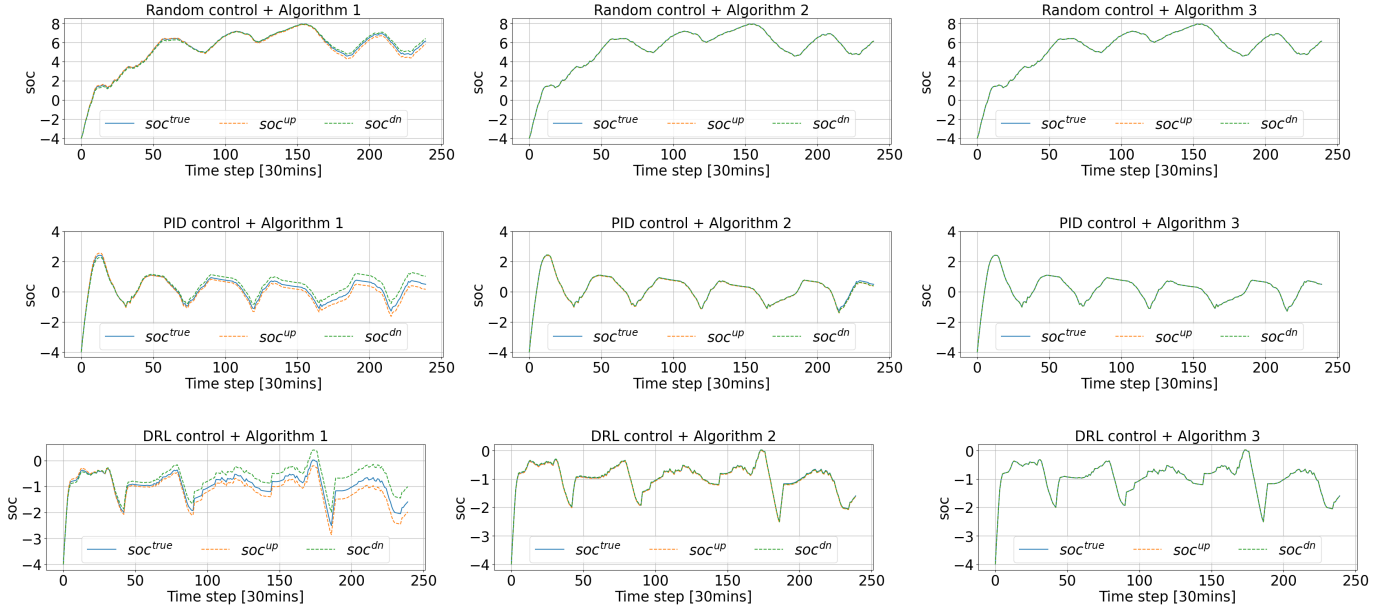 Random control + Algorithm 1
Random control + Algorithm 2
Random control + Algorithm 3
soc
8
6
4
2
0
−2
−4
soc^true soc^up soc^dn
0 50 100 150 200 250
Time step [30mins]
soc
8
6
4
2
0
−2
−4
soc^true soc^up soc^dn
0 50 100 150 200 250
Time step [30mins]
soc
8
6
4
2
0
−2
−4
soc^true soc^up soc^dn
0 50 100 150 200 250
Time step [30mins]
PID control + Algorithm 1
PID control + Algorithm 2
PID control + Algorithm 3
soc
4
2
0
−2
−4
soc^true soc^up soc^dn
0 50 100 150 200 250
Time step [30mins]
soc
4
2
0
−2
−4
soc^true soc^up soc^dn
0 50 100 150 200 250
Time step [30mins]
soc
4
2
0
−2
−4
soc^true soc^up soc^dn
0 50 100 150 200 250
Time step [30mins]
DRL control + Algorithm 1
DRL control + Algorithm 2
DRL control + Algorithm 3
soc
0
−1
−2
−3
−4
soc^true soc^up soc^dn
0 50 100 150 200 250
Time step [30mins]
soc
0
−1
−2
−3
−4
soc^true soc^up soc^dn
0 50 100 150 200 250
Time step [30mins]
soc
0
−1
−2
−3
−4
soc^true soc^up soc^dn
0 50 100 150 200 250
Time step [30mins]